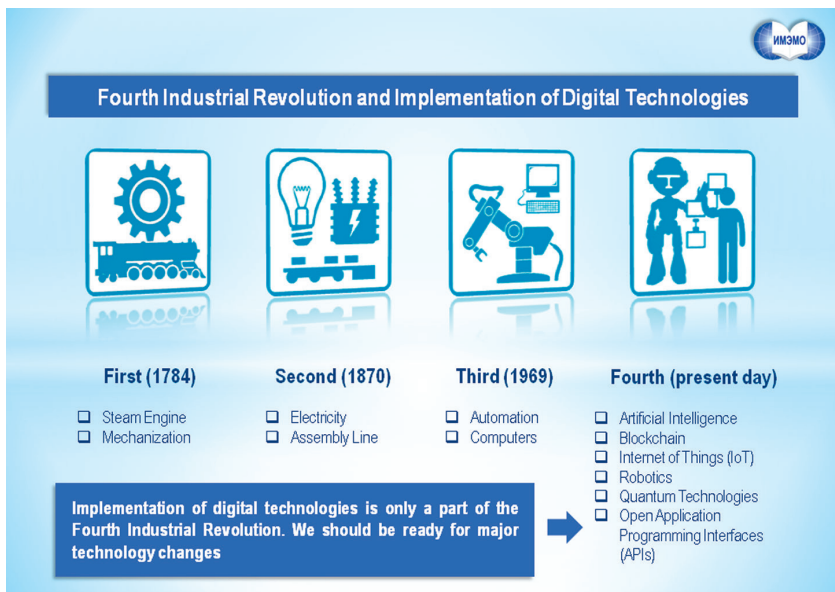 ИМЭМО
Fourth Industrial Revolution and Implementation of Digital Technologies
First (1784)
Steam Engine
Mechanization
Second (1870)
Electricity
Assembly Line
Third (1969)
Automation
Computers
Fourth (present day)
Artificial Intelligence
Blockchain
Internet of Things (IoT)
Robotics
Quantum Technologies
Open Application
Programming Interfaces
(APIs)
Implementation of digital technologies is only a part of the
Fourth Industrial Revolution. We should be ready for major
technology changes